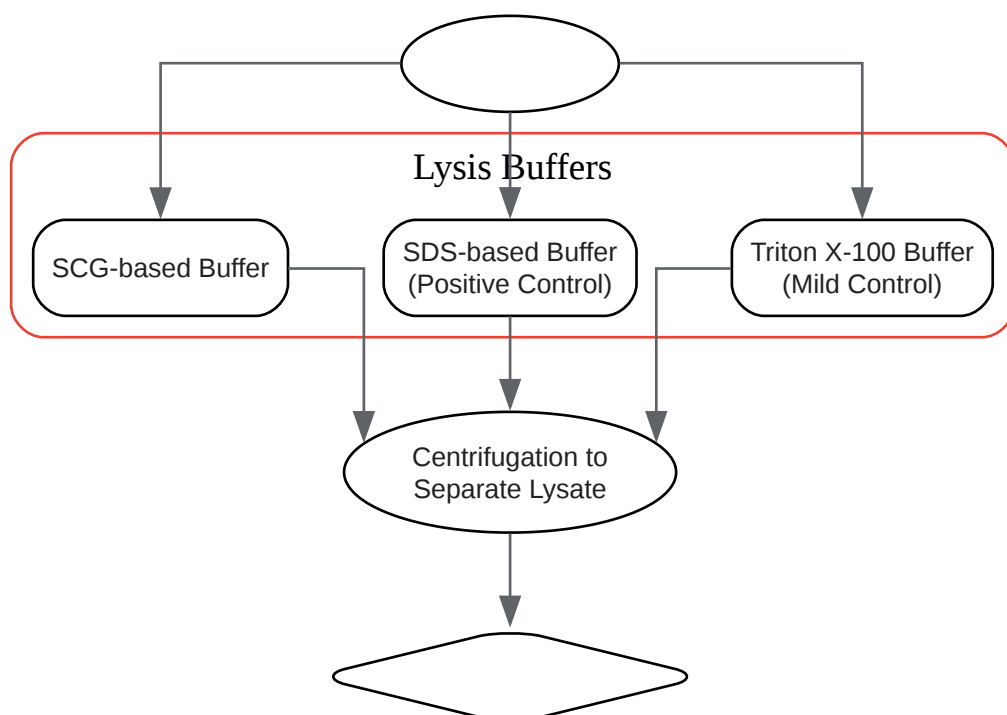 Lysis Buffers
SCG-based Buffer
SDS-based Buffer
(Positive Control)
Triton X-100 Buffer
(Mild Control)
Centrifugation to
Separate Lysate